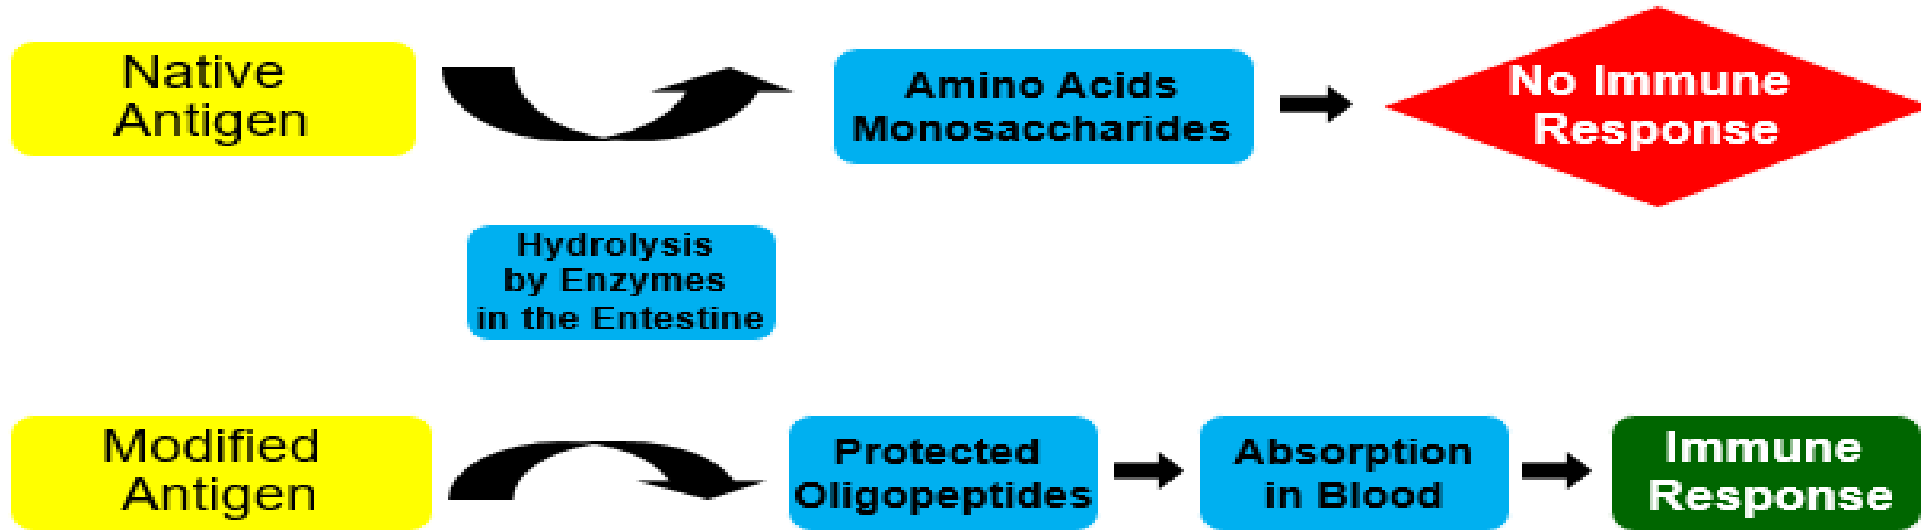 Native
Antigen
Amino Acids
Monosaccharides
No Immune
Response
Hydrolysis
by Enzymes
in the Entestine
Modified
Antigen
Protected
Oligopeptides
Absorption
in Blood
Immune
Response